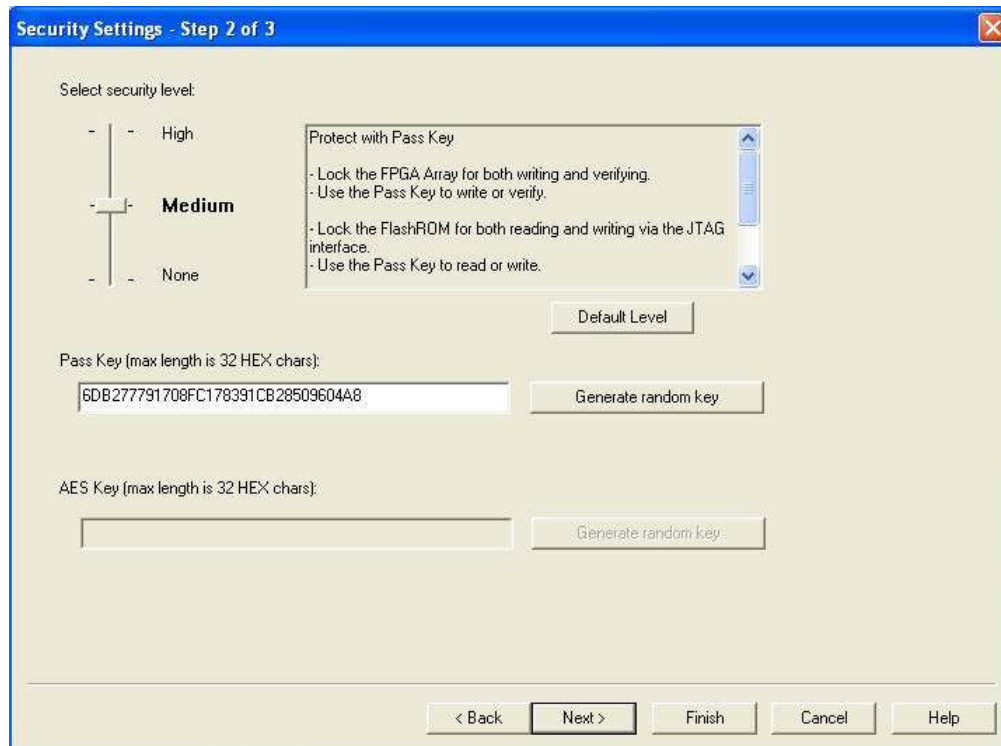 Security Settings - Step 2 of 3
Select security level:
High
Medium
None
Protect with Pass Key
- Lock the FPGA Array for both writing and verifying.
- Use the Pass Key to write or verify.
- Lock the FlashROM for both reading and writing via the JTAG
interface.
- Use the Pass Key to read or write.
Default Level
Pass Key (max length is 32 HEX chars):
6DB277791708FC178391CB28509604A8
Generate random key
AES Key (max length is 32 HEX chars):
Generate random key
< Back
Next >
Finish
Cancel
Help